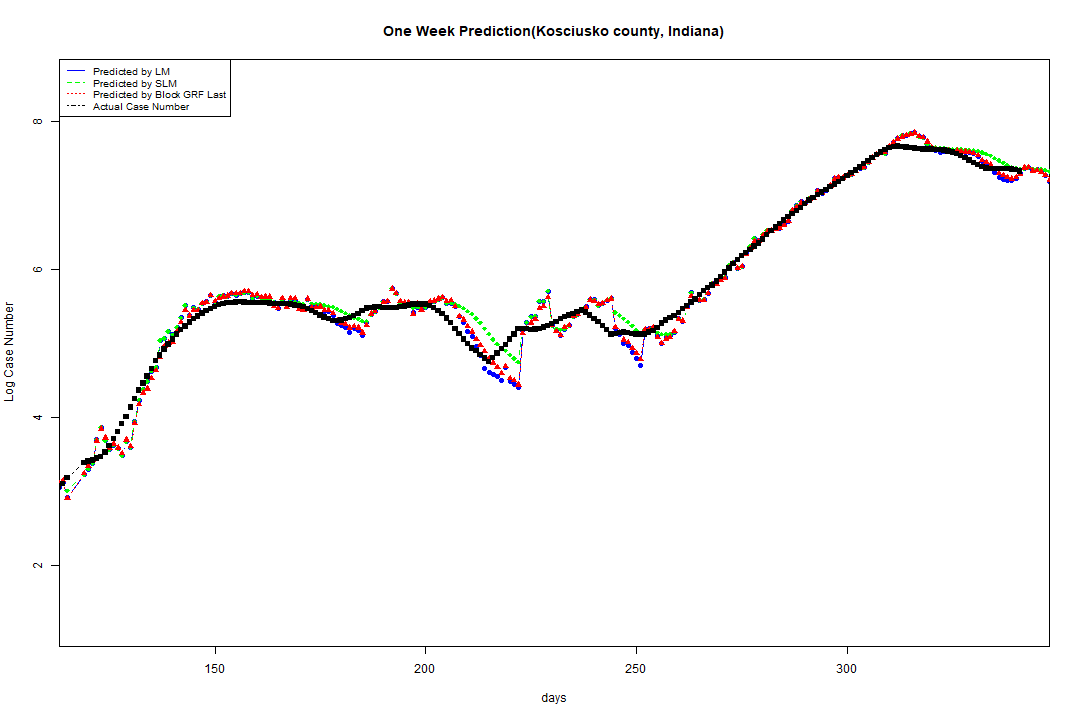 One Week Prediction(Kosciusko county, Indiana)
Predicted by LM
Predicted by SLM
Predicted by Block GRF Last
Actual Case Number
8
6
4
2
Log Case Number
150 200 250 300
days